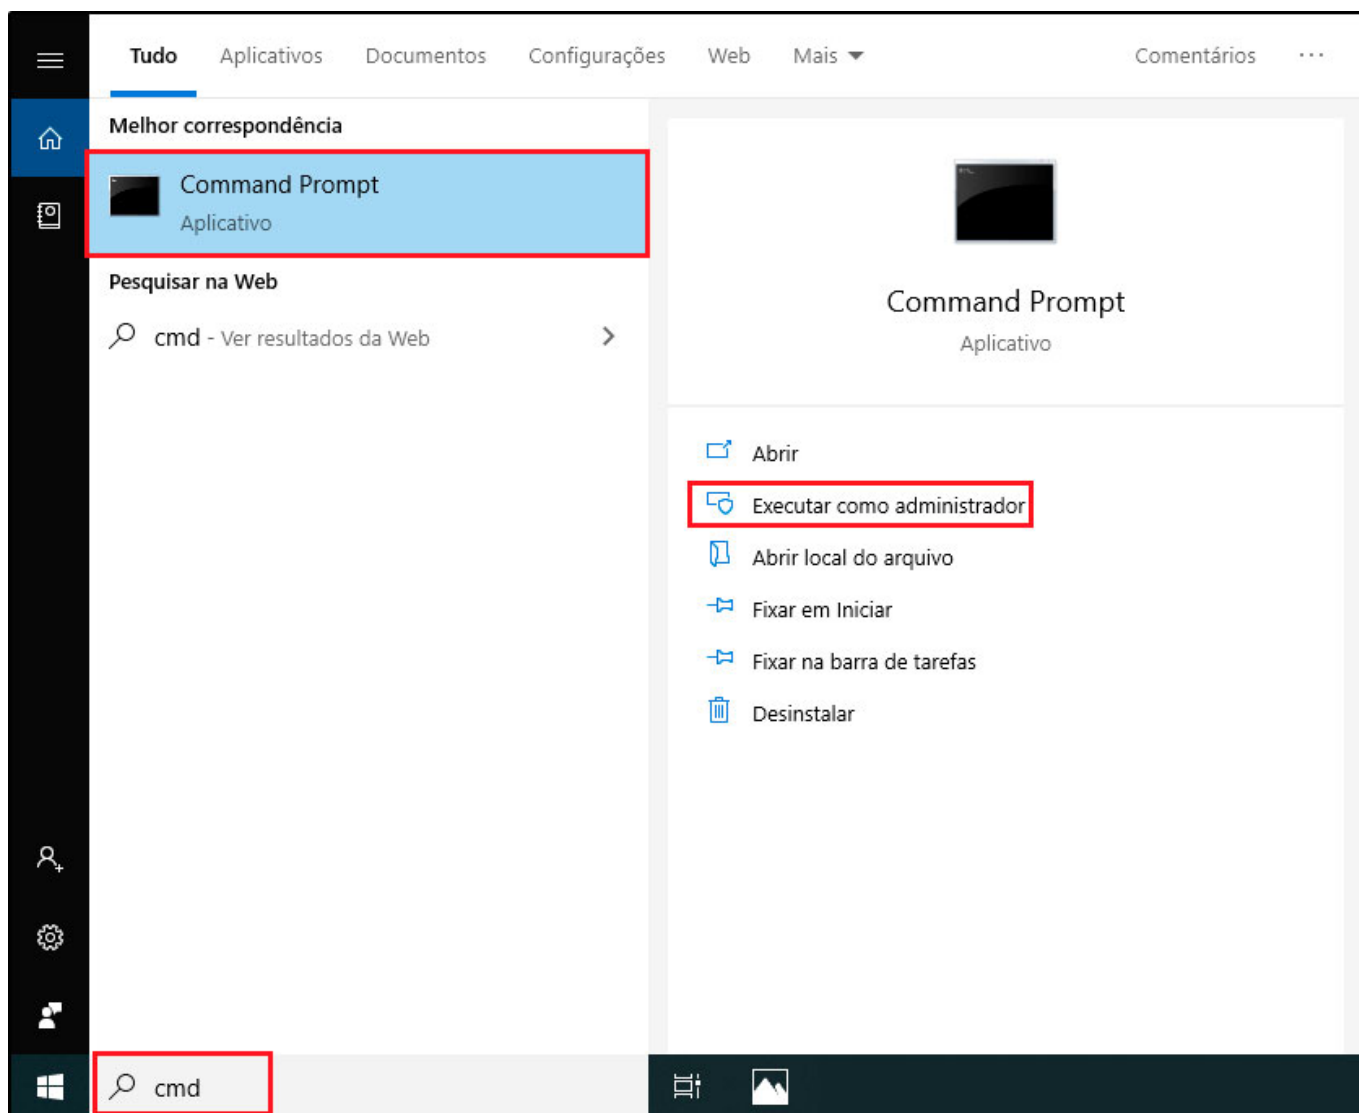 Tudo Aplicativos Documentos Configurações Web Mais Comentários ...
Melhor correspondência
Command Prompt
Aplicativo
Pesquisar na Web
cmd - Ver resultados da Web
Command Prompt
Aplicativo
Abrir
Executar como administrador
Abrir local do arquivo
Fixar em Iniciar
Fixar na barra de tarefas
Desinstalar
cmd